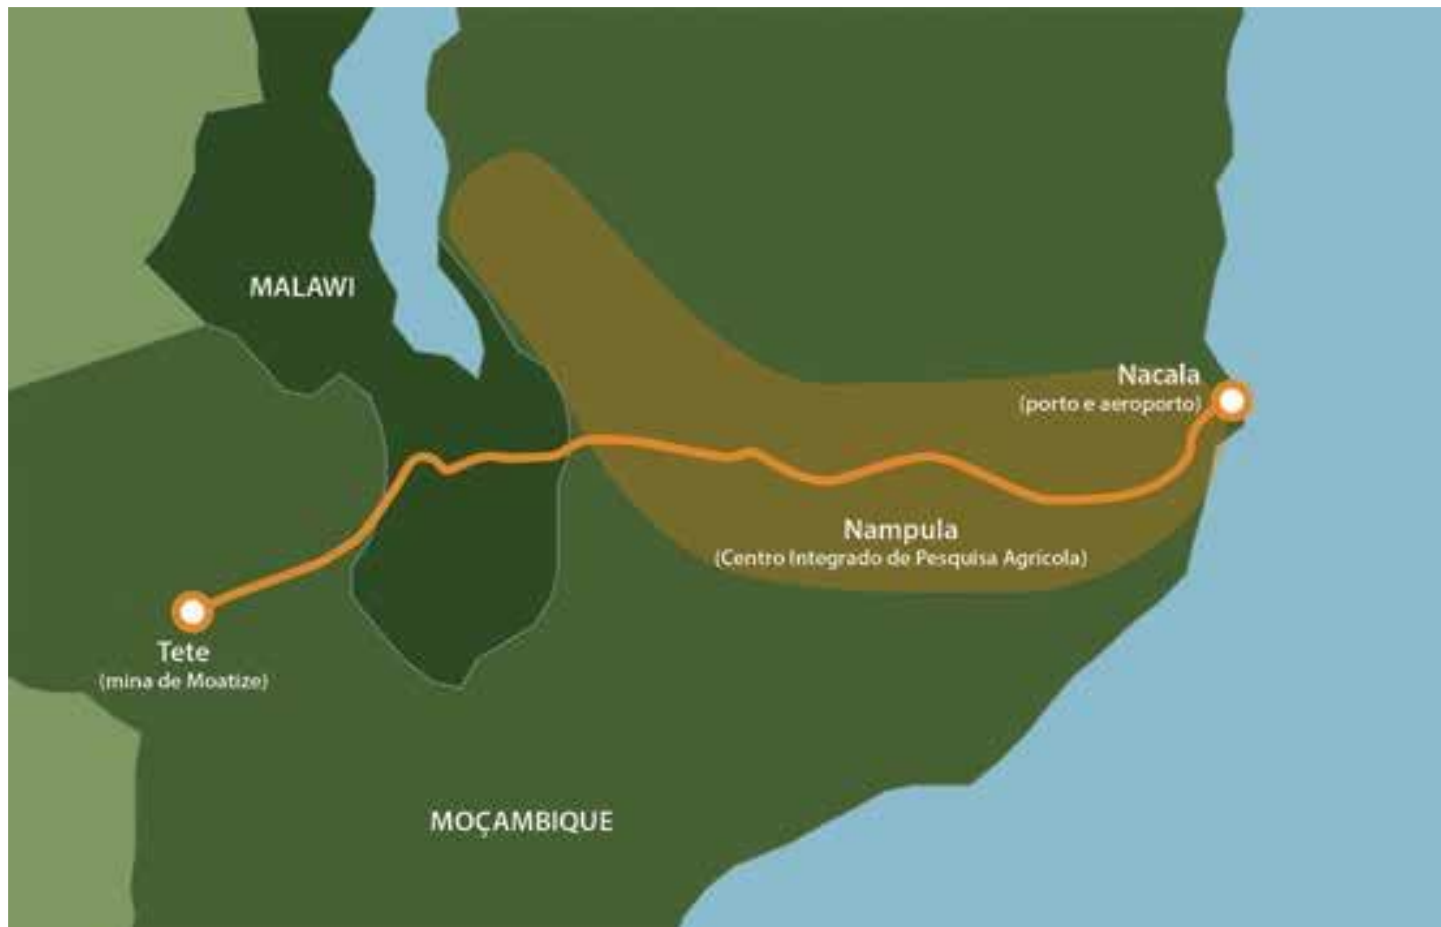 MALAWI
Nacala
(porto e aeroporto)
Nampula
(Centro Integrado de Pesquisa Agrícola)
Tete
(mina de Moatize)
MOÇAMBIQUE